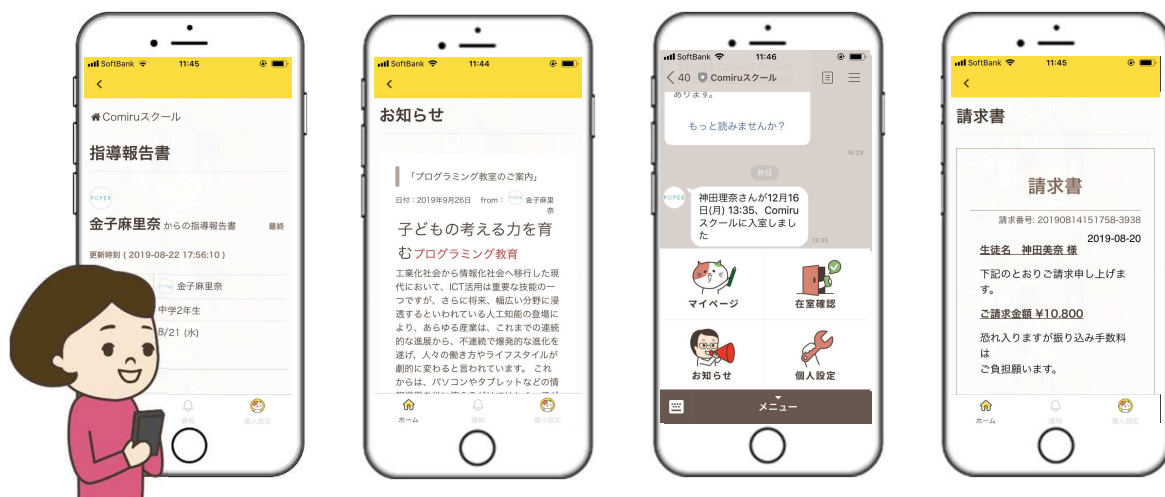 SoftBank 11:45
Comiruスクール
指導報告書
POPER
金子麻里奈 からの指導報告書 最終
更新時刻 ( 2019-08-22 17:56:10 )
金子麻里奈
中学2年生
8/21 (水)
通知
個人設定
SoftBank 11:44
お知らせ
「プログラミング教室のご案内」
日付：2019年9月26日 from： 金子麻里
奈
子どもの考える力を育
むプログラミング教育
工業化社会から情報化社会へ移行した現
代において、ICT活用は重要な技能の一
つですが、さらに将来、幅広い分野に浸
透するといわれている人工知能の登場に
より、あらゆる産業は、これまでの連続
的な進展から、不連続で爆発的な進化を
遂げ、人々の働き方やライフスタイルが
劇的に変わると言われています。 これ
からは、パソコンやタブレットなどの情
ホーム
通知
個人設定
SoftBank 11:46
40 Comiruスクール
あります。
もっと読みませんか？
16:29
昨日
POPER
神田理奈さんが12月16
日(月) 13:35、Comiru
スクールに入室しまし
た
13:35
マイページ
在室確認
お知らせ
個人設定
メニュー
SoftBank 11:45
請求書
請求書
請求番号: 20190814151758-3938
2019-08-20
生徒名 神田美奈 様
下記のとおりご請求申し上げま
す。
ご請求金額 ¥10,800
恐れ入りますが振り込み手数料
は
ご負担願います。
ホーム
通知
個人設定